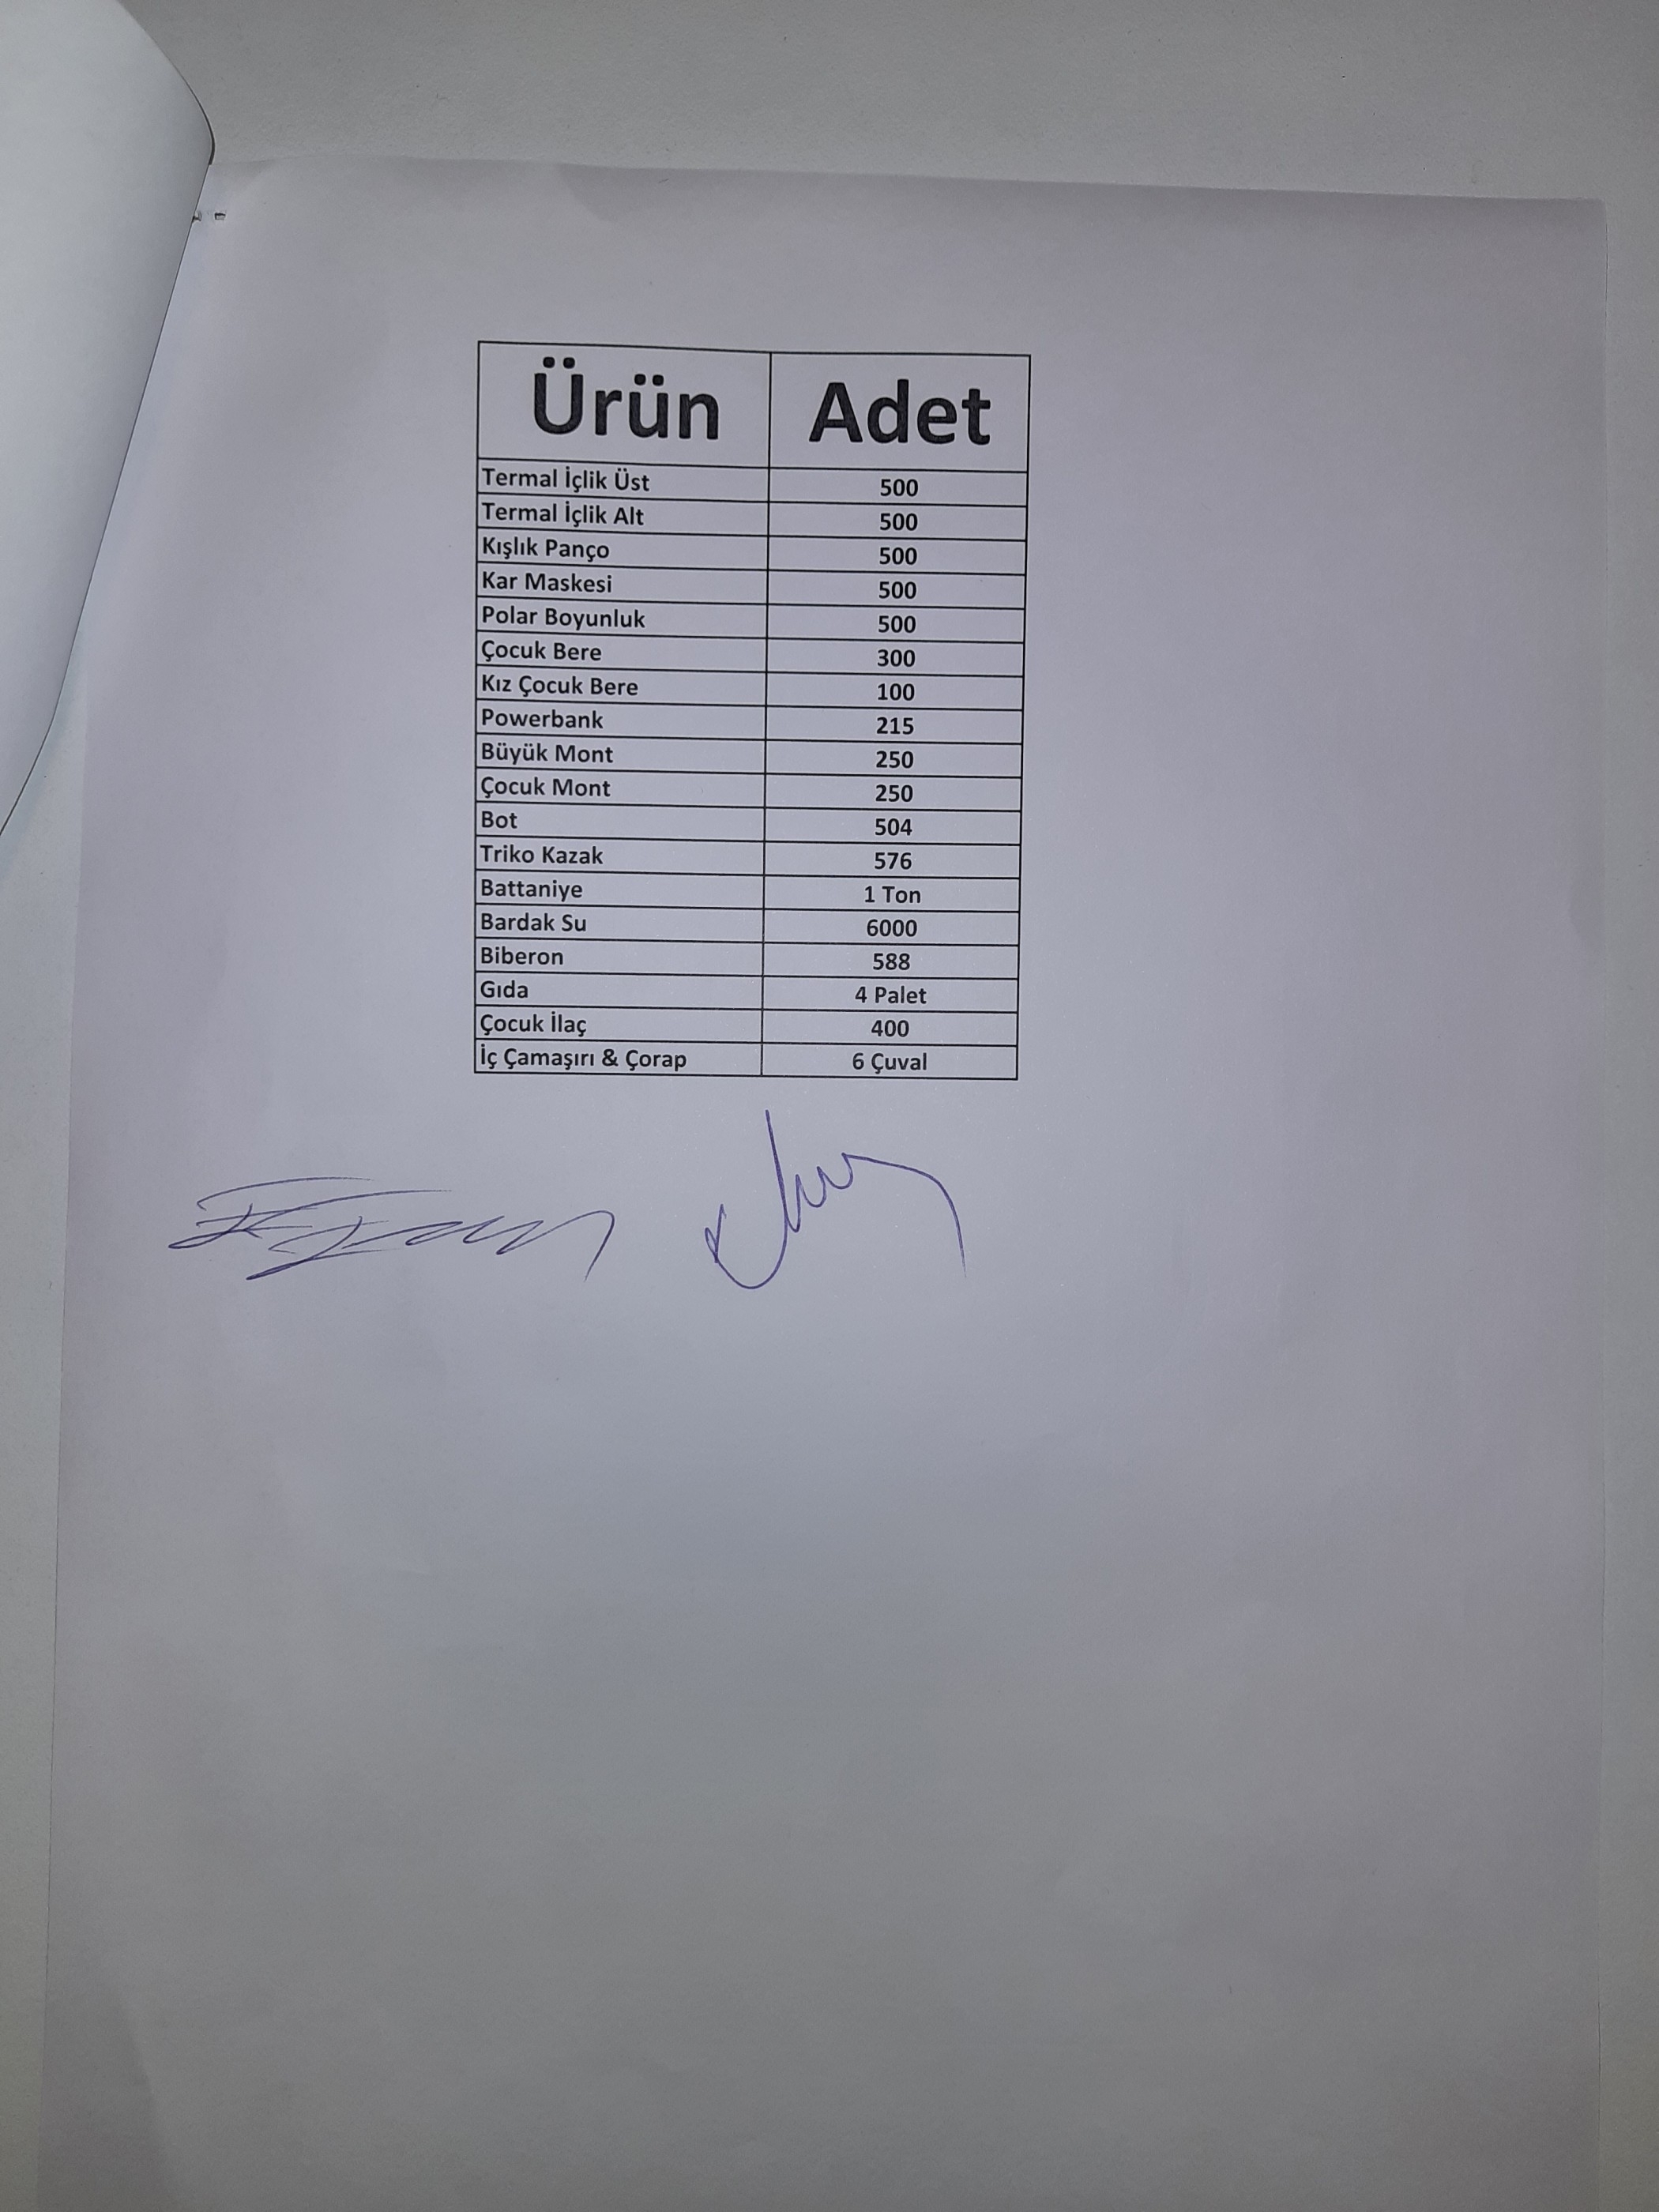 Ürün Adet
Termal İçlik Üst 500
Termal İçlik Alt 500
Kışlık Panço 500
Kar Maskesi 500
Polar Boyunluk 500
Çocuk Bere 300
Kız Çocuk Bere 100
Powerbank 215
Büyük Mont 250
Çocuk Mont 250
Bot 504
Triko Kazak 576
Battaniye 1 Ton
Bardak Su 6000
Biberon 588
Gıda 4 Palet
Çocuk İlaç 400
İç Çamaşırı & Çorap 6 Çuval